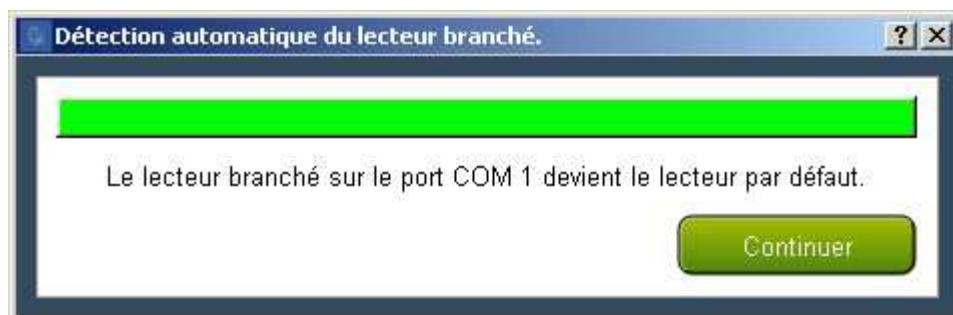 Détection automatique du lecteur branché.
Le lecteur branché sur le port COM 1 devient le lecteur par défaut.
Continuer